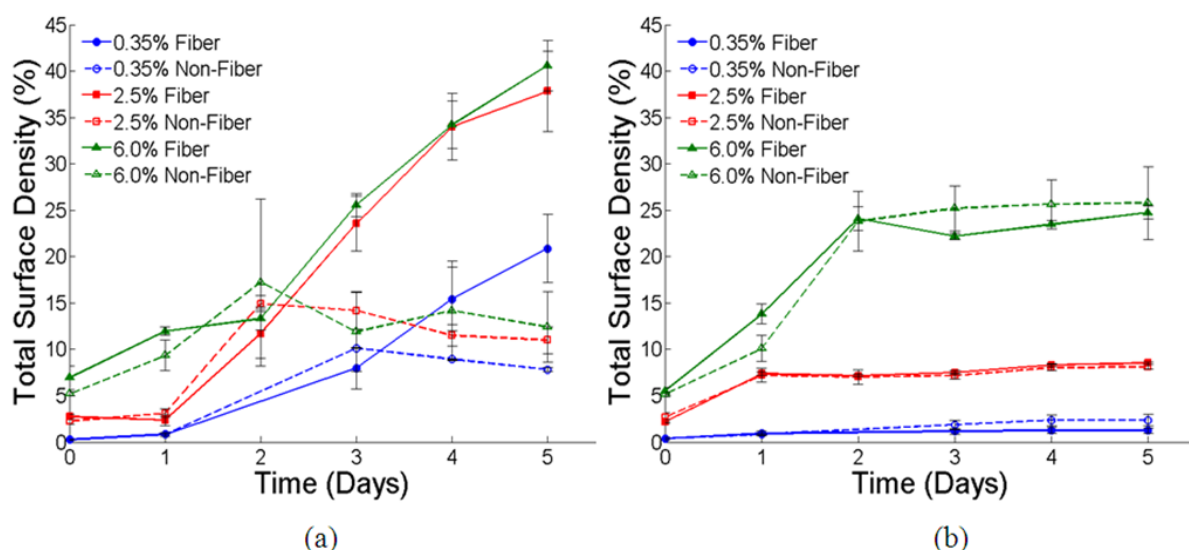 Total Surface Density (%)
45
40
35
30
25
20
15
10
5
0
0.35% Fiber
0.35% Non-Fiber
2.5% Fiber
2.5% Non-Fiber
6.0% Fiber
6.0% Non-Fiber
0 1 2 3 4 5
Time (Days)
(a)
Total Surface Density (%)
45
40
35
30
25
20
15
10
5
0
0.35% Fiber
0.35% Non-Fiber
2.5% Fiber
2.5% Non-Fiber
6.0% Fiber
6.0% Non-Fiber
0 1 2 3 4 5
Time (Days)
(b)